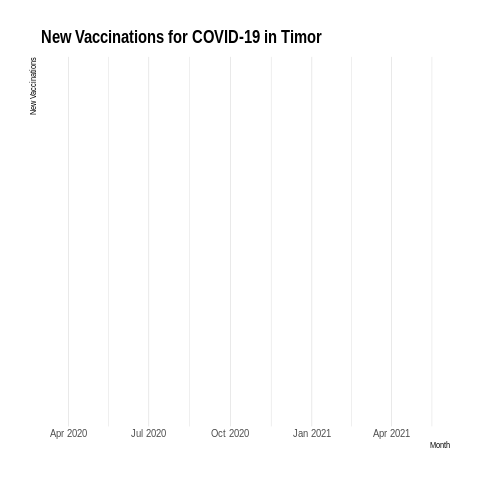 New Vaccinations for COVID-19 in Timor
New Vaccinations
Apr 2020 Jul 2020 Oct 2020 Jan 2021 Apr 2021
Month